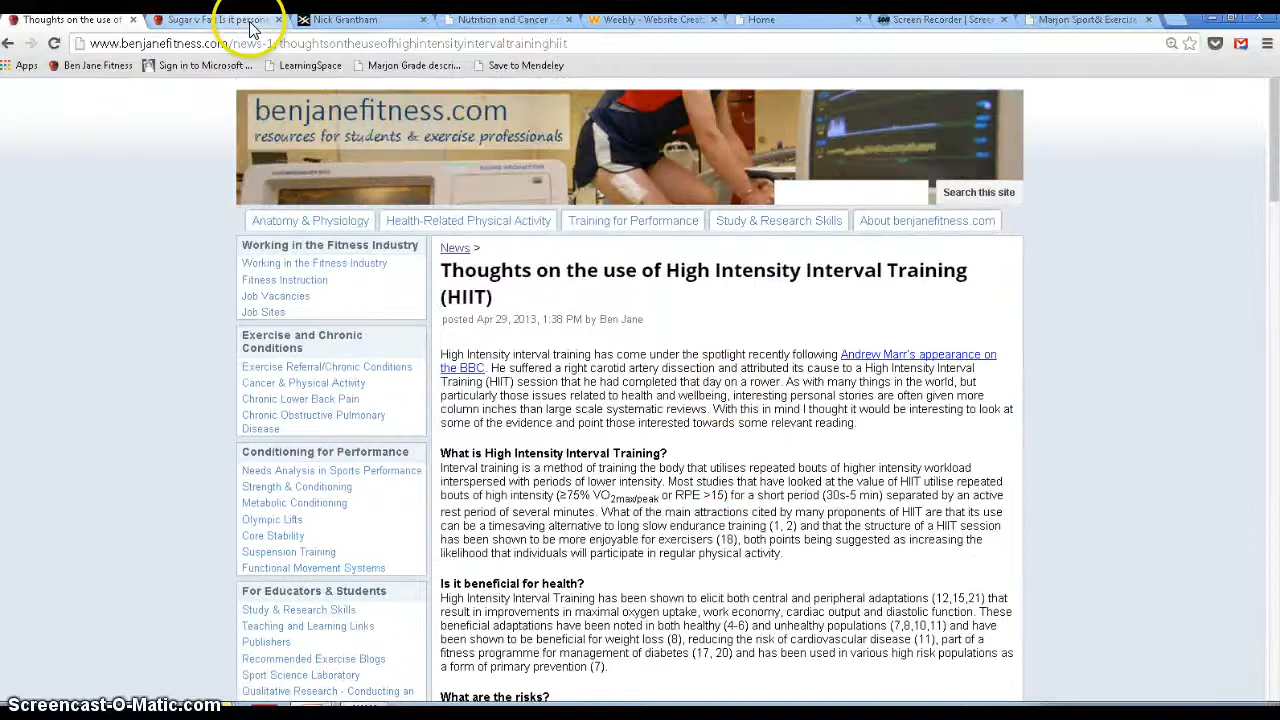 Thoughts on the use of
Sugar v Fat: Is it person
Nick Grantham
Nutrition and Cancer -
Weebly - Website Creat
Home
Screen Recorder | Scree
Marjon Sport& Exercise
www.benjanefitness.com/news-1/thoughtsontheuseofhighintensityintervaltraininghiit
Apps
Ben Jane Fitness
Sign in to Microsoft ...
LearningSpace
Marjon Grade descri...
Save to Mendeley
benjanefitness.com
resources for students & exercise professionals
Search this site
Anatomy & Physiology
Health-Related Physical Activity
Training for Performance
Study & Research Skills
About benjanefitness.com
Working in the Fitness Industry
Working in the Fitness Industry
Fitness Instruction
Job Vacancies
Job Sites
Exercise and Chronic
Conditions
Exercise Referral/Chronic Conditions
Cancer & Physical Activity
Chronic Lower Back Pain
Chronic Obstructive Pulmonary
Disease
Conditioning for Performance
Needs Analysis in Sports Performance
Strength & Conditioning
Metabolic Conditioning
Olympic Lifts
Core Stability
Suspension Training
Functional Movement Systems
For Educators & Students
Study & Research Skills
Teaching and Learning Links
Publishers
Recommended Exercise Blogs
Sport Science Laboratory
Qualitative Research - Conducting an
News >
Thoughts on the use of High Intensity Interval Training
(HIIT)
posted Apr 29, 2013, 1:38 PM by Ben Jane
High Intensity interval training has come under the spotlight recently following Andrew Marr's appearance on
the BBC. He suffered a right carotid artery dissection and attributed its cause to a High Intensity Interval
Training (HIIT) session that he had completed that day on a rower. As with many things in the world, but
particularly those issues related to health and wellbeing, interesting personal stories are often given more
column inches than large scale systematic reviews. With this in mind I thought it would be interesting to look at
some of the evidence and point those interested towards some relevant reading.
What is High Intensity Interval Training?
Interval training is a method of training the body that utilises repeated bouts of higher intensity workload
interspersed with periods of lower intensity. Most studies that have looked at the value of HIIT utilise repeated
bouts of high intensity (≥75% VO2max/peak or RPE >15) for a short period (30s-5 min) separated by an active
rest period of several minutes. What of the main attractions cited by many proponents of HIIT are that its use
can be a timesaving alternative to long slow endurance training (1, 2) and that the structure of a HIIT session
has been shown to be more enjoyable for exercisers (18), both points being suggested as increasing the
likelihood that individuals will participate in regular physical activity.
Is it beneficial for health?
High Intensity Interval Training has been shown to elicit both central and peripheral adaptations (12,15,21) that
result in improvements in maximal oxygen uptake, work economy, cardiac output and diastolic function. These
beneficial adaptations have been noted in both healthy (4-6) and unhealthy populations (7,8,10,11) and have
been shown to be beneficial for weight loss (8), reducing the risk of cardiovascular disease (11), part of a
fitness programme for management of diabetes (17, 20) and has been used in various high risk populations as
a form of primary prevention (7).
What are the risks?
Screencast-O-Matic.com